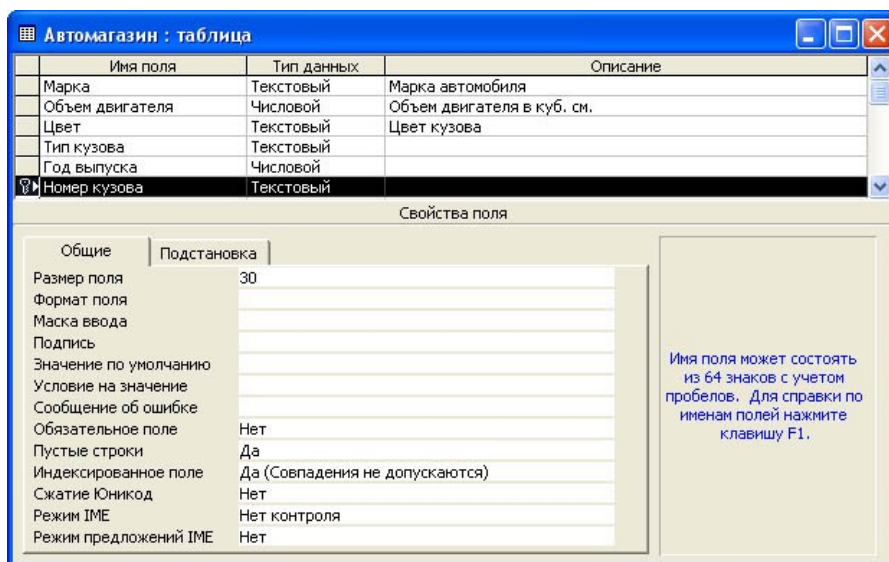 Автомагазин : таблица
Имя поля Тип данных Описание
Марка Текстовый Марка автомобиля
Объем двигателя Числовой Объем двигателя в куб. см.
Цвет Текстовый Цвет кузова
Тип кузова Текстовый
Год выпуска Числовой
Номер кузова Текстовый
Свойства поля
Общие Подстановка
Размер поля 30
Формат поля
Маска ввода
Подпись
Значение по умолчанию
Условие на значение
Сообщение об ошибке
Обязательное поле Нет
Пустые строки Да
Индексированное поле Да (Совпадения не допускаются)
Сжатие Юникод Нет
Режим IME Нет контроля
Режим предложений IME Нет
Имя поля может состоять
из 64 знаков с учетом
пробелов. Для справки по
именам полей нажмите
клавишу F1.